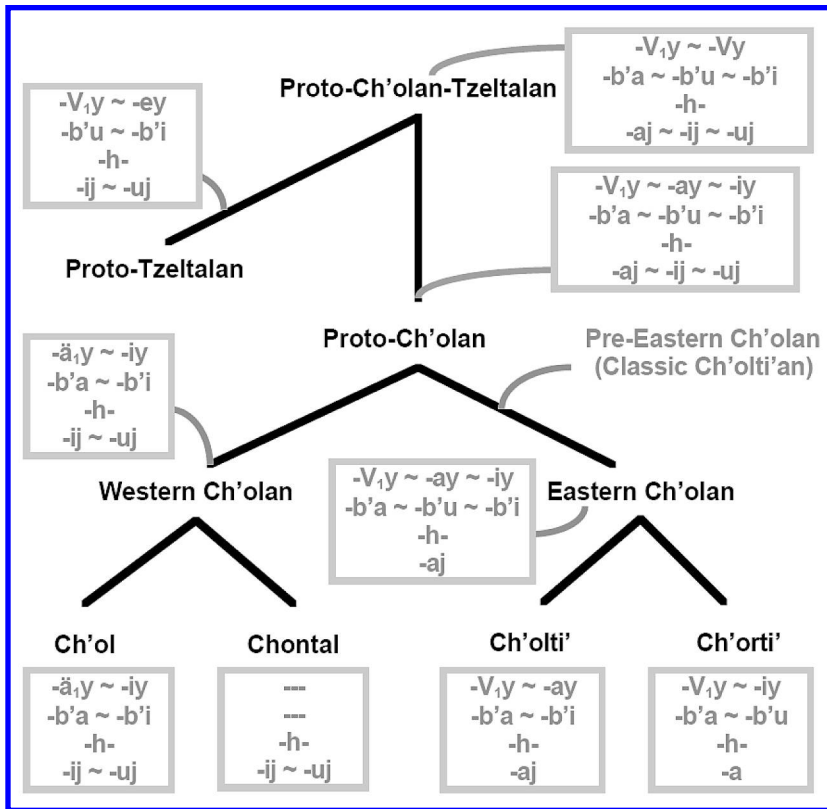 Proto-Ch'olan-Tzeltalan
-V₁y ~ -Vy
-b'a ~ -b'u ~ -b'i
-h-
-aj ~ -ij ~ -uj
-V₁y ~ -ey
-b'u ~ -b'i
-h-
-ij ~ -uj
-V₁y ~ -ay ~ -iy
-b'a ~ -b'u ~ -b'i
-h-
-aj ~ -ij ~ -uj
Proto-Tzeltalan
Proto-Ch'olan
Pre-Eastern Ch'olan
(Classic Ch'olti'an)
-ä₁y ~ -iy
-b'a ~ -b'i
-h-
-ij ~ -uj
Western Ch'olan
-V₁y ~ -ay ~ -iy
-b'a ~ -b'u ~ -b'i
-h-
-aj
Eastern Ch'olan
Ch'ol
Chontal
Ch'olti'
Ch'orti'
-ä₁y ~ -iy
-b'a ~ -b'i
-h-
-ij ~ -uj
---
---
-h-
-ij ~ -uj
-V₁y ~ -ay
-b'a ~ -b'i
-h-
-aj
-V₁y ~ -iy
-b'a ~ -b'u
-h-
-a